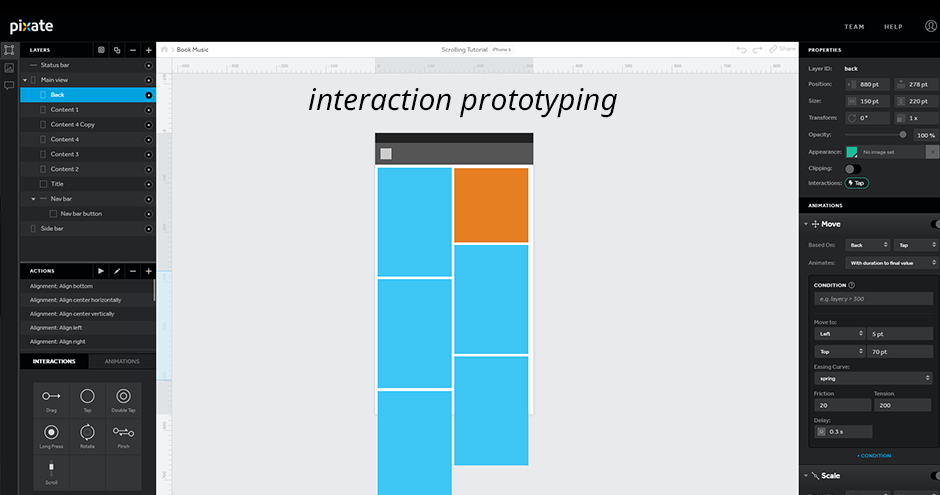 pixate
TEAM
HELP
LAYERS
Book Music
Scrolling Tutorial
iPhone 6
Share
PROPERTIES
Status bar
Main view
Back
Content 1
Content 4 Copy
Content 4
Content 3
Content 2
Title
Nav bar
Nav bar button
Side bar
ACTIONS
Alignment: Align bottom
Alignment: Align center horizontally
Alignment: Align center vertically
Alignment: Align left
Alignment: Align right
INTERACTIONS
ANIMATIONS
Drag
Tap
Double Tap
Long Press
Rotate
Pinch
Scroll
interaction prototyping
Layer ID: back
Position: 880 pt 278 pt
Size: 150 pt 220 pt
Transform: 0° 1 x
Opacity: 100 %
Appearance: No image set
Clipping:
Interactions: Tap
ANIMATIONS
Move
Based On: Back Tap
Animates: With duration to final value
CONDITION
e.g. layer.y > 300
Move to:
Left 5 pt
Top 70 pt
Easing Curve:
spring
Friction Tension
20 200
Delay:
0.3 s
+ CONDITION
Scale